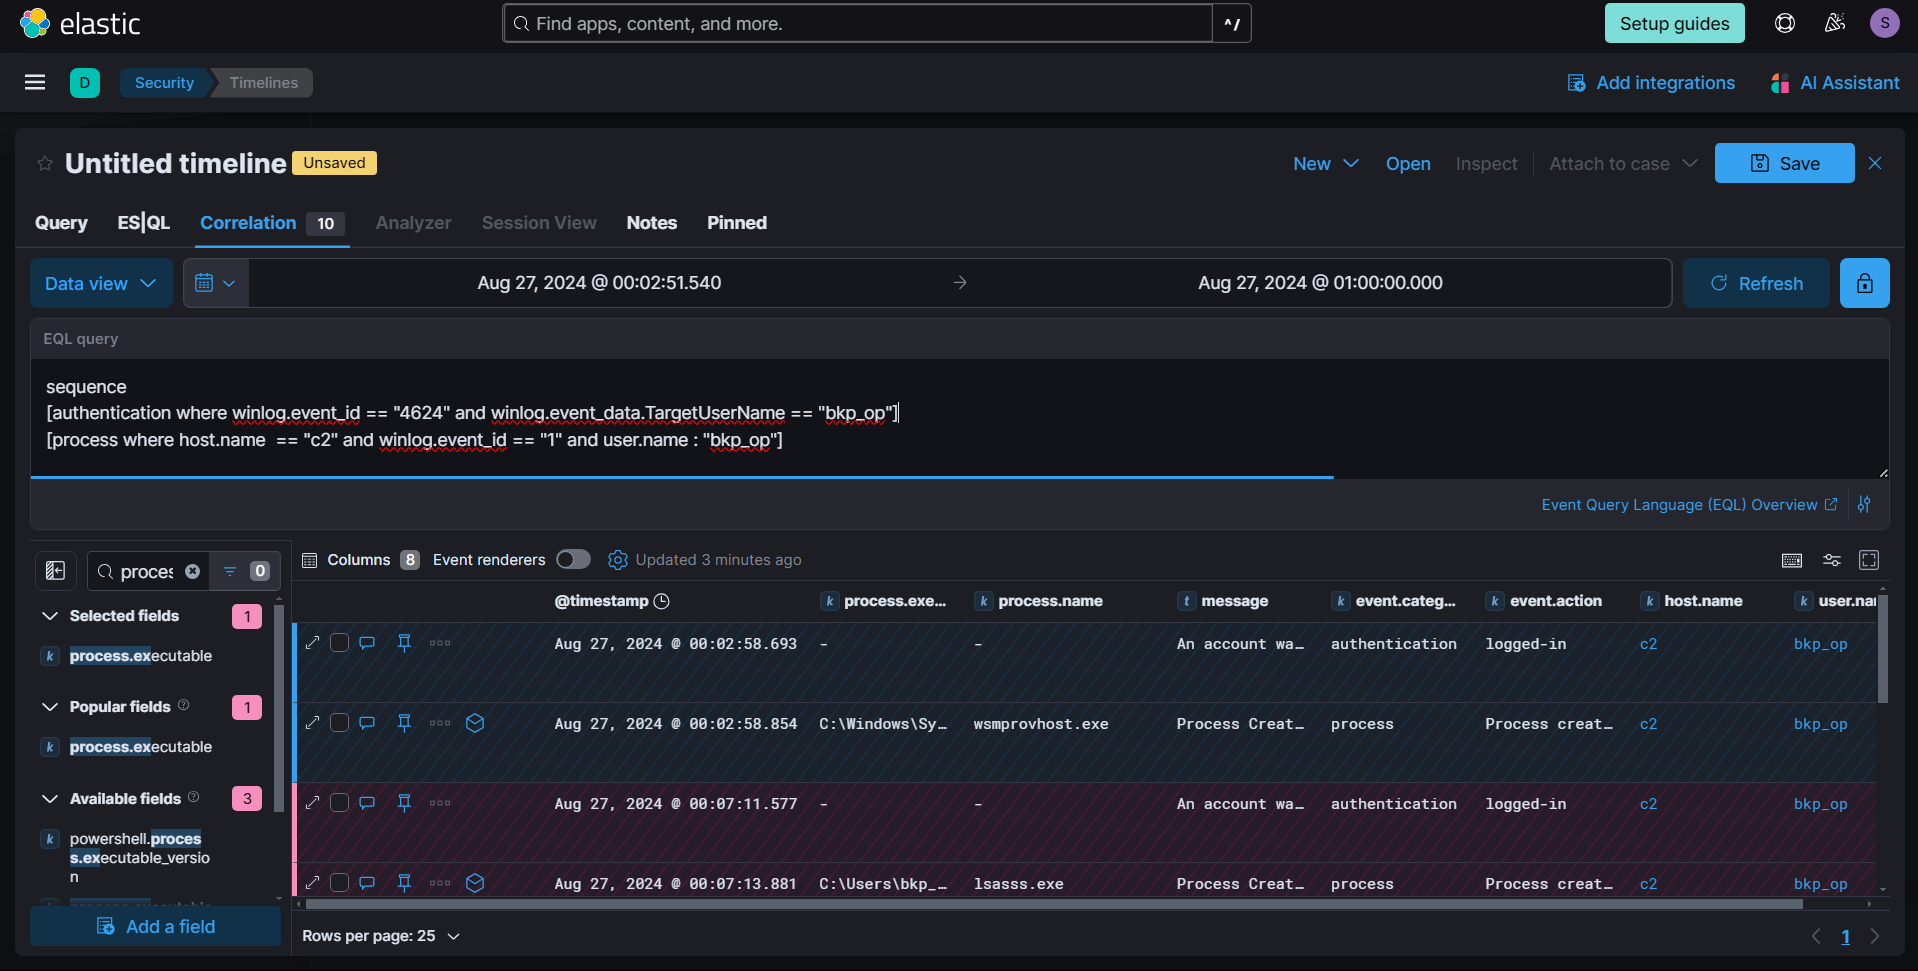 elastic
Find apps, content, and more.
^/
Setup guides
S
D
Security
Timelines
Add integrations
AI Assistant
Untitled timeline
Unsaved
New
Open
Inspect
Attach to case
Save
Query
ES|QL
Correlation 10
Analyzer
Session View
Notes
Pinned
Data view
Aug 27, 2024 @ 00:02:51.540
→
Aug 27, 2024 @ 01:00:00.000
Refresh
EQL query
sequence
[authentication where winlog.event_id == "4624" and winlog.event_data.TargetUserName == "bkp_op"]
[process where host.name  == "c2" and winlog.event_id == "1" and user.name : "bkp_op"]
Event Query Language (EQL) Overview
proces
0
Columns 8
Event renderers
Updated 3 minutes ago
Selected fields 1
k process.executable
Popular fields 1
k process.executable
Available fields 3
k powershell.proces
s.executable_versio
n
Add a field
@timestamp
k process.exe...
k process.name
t message
k event.categ...
k event.action
k host.name
k user.nar
Aug 27, 2024 @ 00:02:58.693 - - An account wa... authentication logged-in c2 bkp_op
Aug 27, 2024 @ 00:02:58.854 C:\Windows\Sy... wsmprovhost.exe Process Creat... process Process creat... c2 bkp_op
Aug 27, 2024 @ 00:07:11.577 - - An account wa... authentication logged-in c2 bkp_op
Aug 27, 2024 @ 00:07:13.881 C:\Users\bkp_... lsasss.exe Process Creat... process Process creat... c2 bkp_op
Rows per page: 25
1